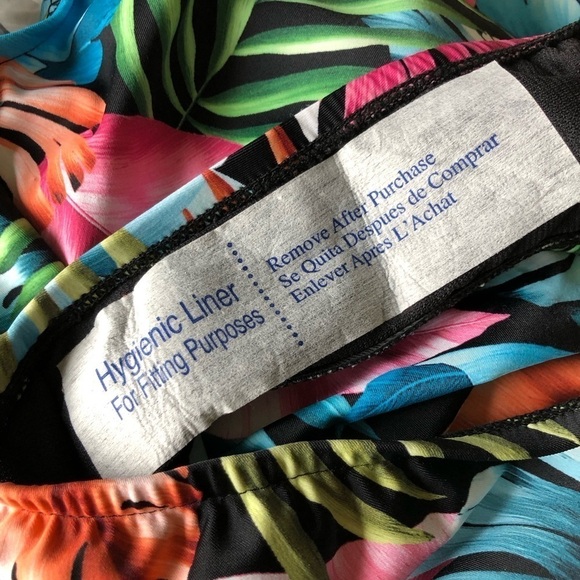 Hygienic Liner
For Fitting Purposes
Remove After Purchase
Se Quita Despues de Comprar
Enlever Apres L'Achat